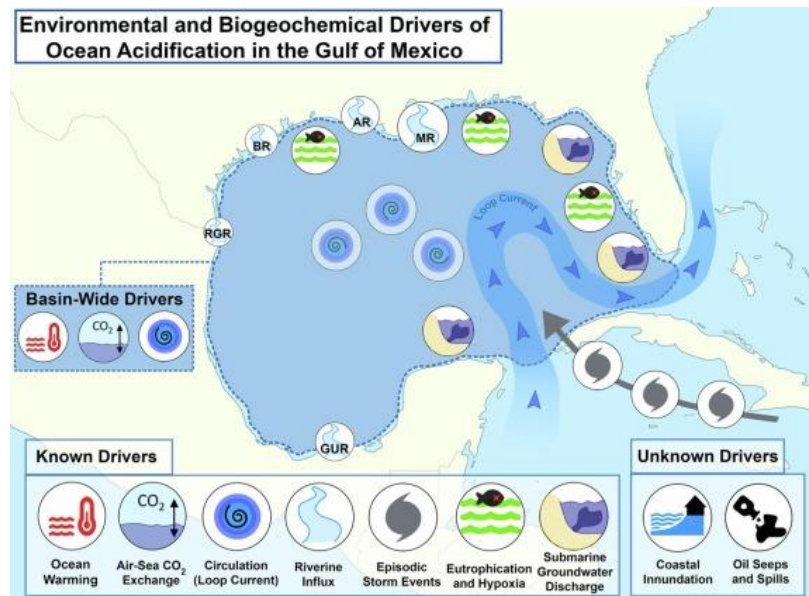 Environmental and Biogeochemical Drivers of
Ocean Acidification in the Gulf of Mexico
BR
AR
MR
RGR
Loop Current
Basin-Wide Drivers
CO₂
GUR
Known Drivers
CO₂
Ocean
Warming
Air-Sea CO₂
Exchange
Circulation
(Loop Current)
Riverine
Influx
Episodic
Storm Events
Eutrophication
and Hypoxia
Submarine
Groundwater
Discharge
Unknown Drivers
Coastal
Innundation
Oil Seeps
and Spills